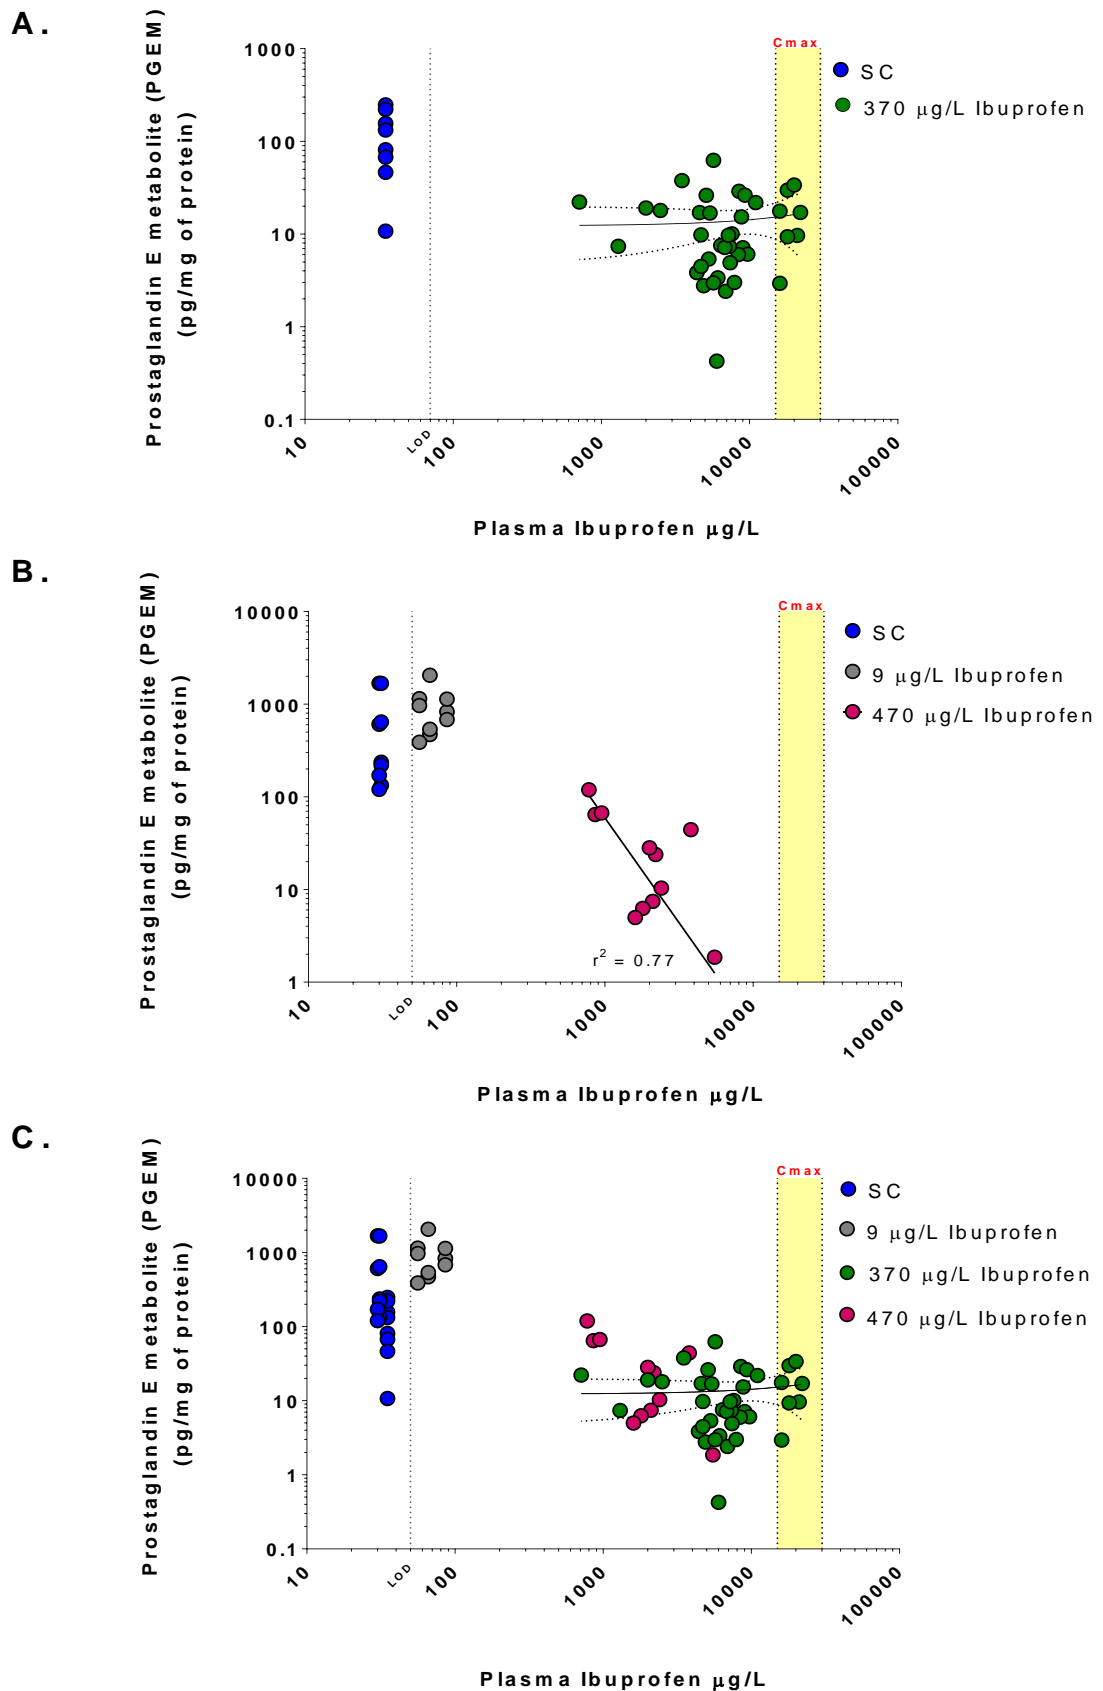 A.
Prostaglandin E metabolite (PGEM)
(pg/mg of protein)
1000
100
10
1
0.1
Cmax
SC
370 μg/L Ibuprofen
10
LOD
100
1000
10000
100000
Plasma Ibuprofen μg/L
B.
Prostaglandin E metabolite (PGEM)
(pg/mg of protein)
10000
1000
100
10
1
Cmax
SC
9 μg/L Ibuprofen
470 μg/L Ibuprofen
r² = 0.77
10
LOD
100
1000
10000
100000
Plasma Ibuprofen μg/L
C.
Prostaglandin E metabolite (PGEM)
(pg/mg of protein)
10000
1000
100
10
1
0.1
Cmax
SC
9 μg/L Ibuprofen
370 μg/L Ibuprofen
470 μg/L Ibuprofen
10
LOD
100
1000
10000
100000
Plasma Ibuprofen μg/L